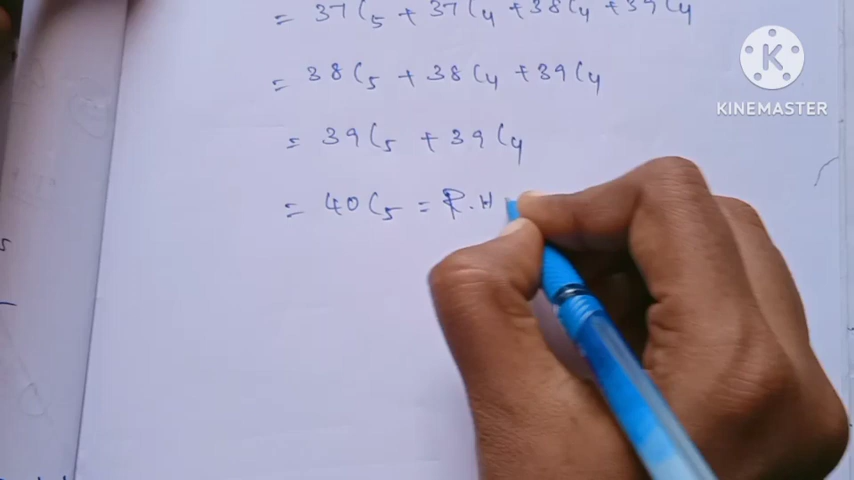 = 37C5 + 37C4 + 38C4 + 39C4
= 38C5 + 38C4 + 39C4
= 39C5 + 39C4
= 40C5 = R.H
K
KINEMASTER